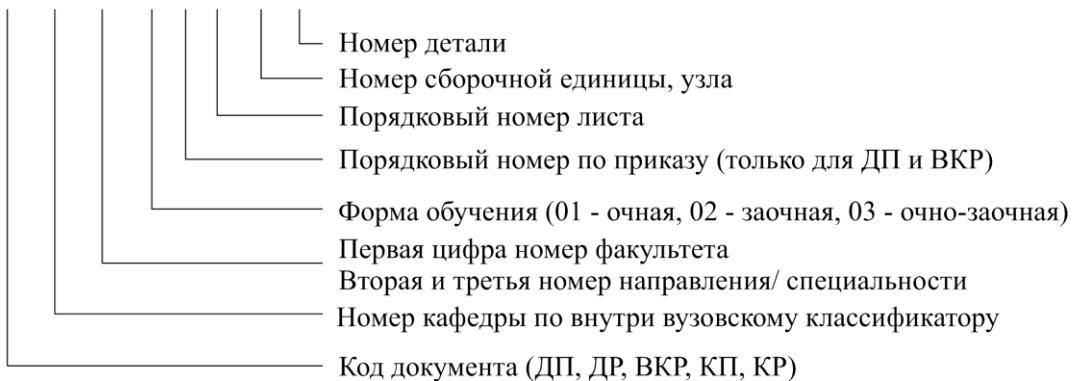 Номер детали
Номер сборочной единицы, узла
Порядковый номер листа
Порядковый номер по приказу (только для ДП и ВКР)
Форма обучения (01 - очная, 02 - заочная, 03 - очно-заочная)
Первая цифра номер факультета
Вторая и третья номер направления/ специальности
Номер кафедры по внутри вузовскому классификатору
Код документа (ДП, ДР, ВКР, КП, КР)